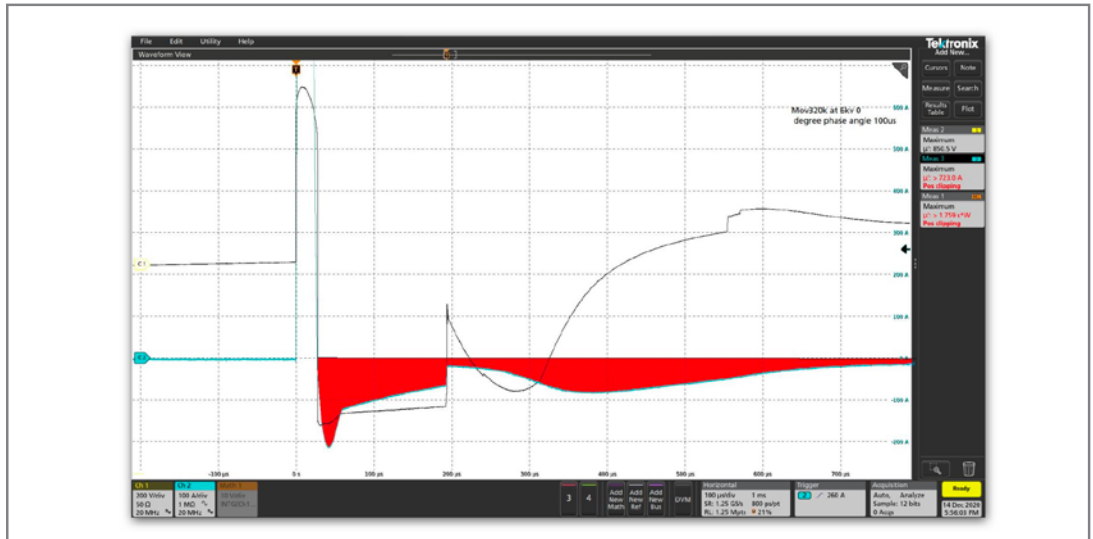 File Edit Utility Help
Tektronix
Waveform View
Add New...
Cursors Note
Measure Search
Results Table Plot
Mov320k at 6kv 0
degree phase angle 100us
500 A
400 A
300 A
200 A
100 A
-100 A
-200 A
Meas 2
Maximum
µ': 850.5 V
Meas 3
Maximum
µ': > 723.0 A
Pos clipping
Meas 1
Maximum
Pos clipping
C 1
C 2
-100 µs
0 s
100 µs
200 µs
300 µs
400 µs
500 µs
600 µs
700 µs
Ch 1
200 V/div
50 Ω
20 MHz
Ch 2
100 A/div
1 MΩ
20 MHz
Math 1
3
4
Add New Math
Add New Ref
Add New Bus
DVM
Horizontal
100 µs/div 1 ms
SR: 1.25 GS/s 800 ps/pt
RL: 1.25 Mpts 21%
Trigger
2 260 A
Acquisition
Auto, Analyze
Sample: 12 bits
0 Acqs
Ready
14 Dec 2020
5:56:03 PM